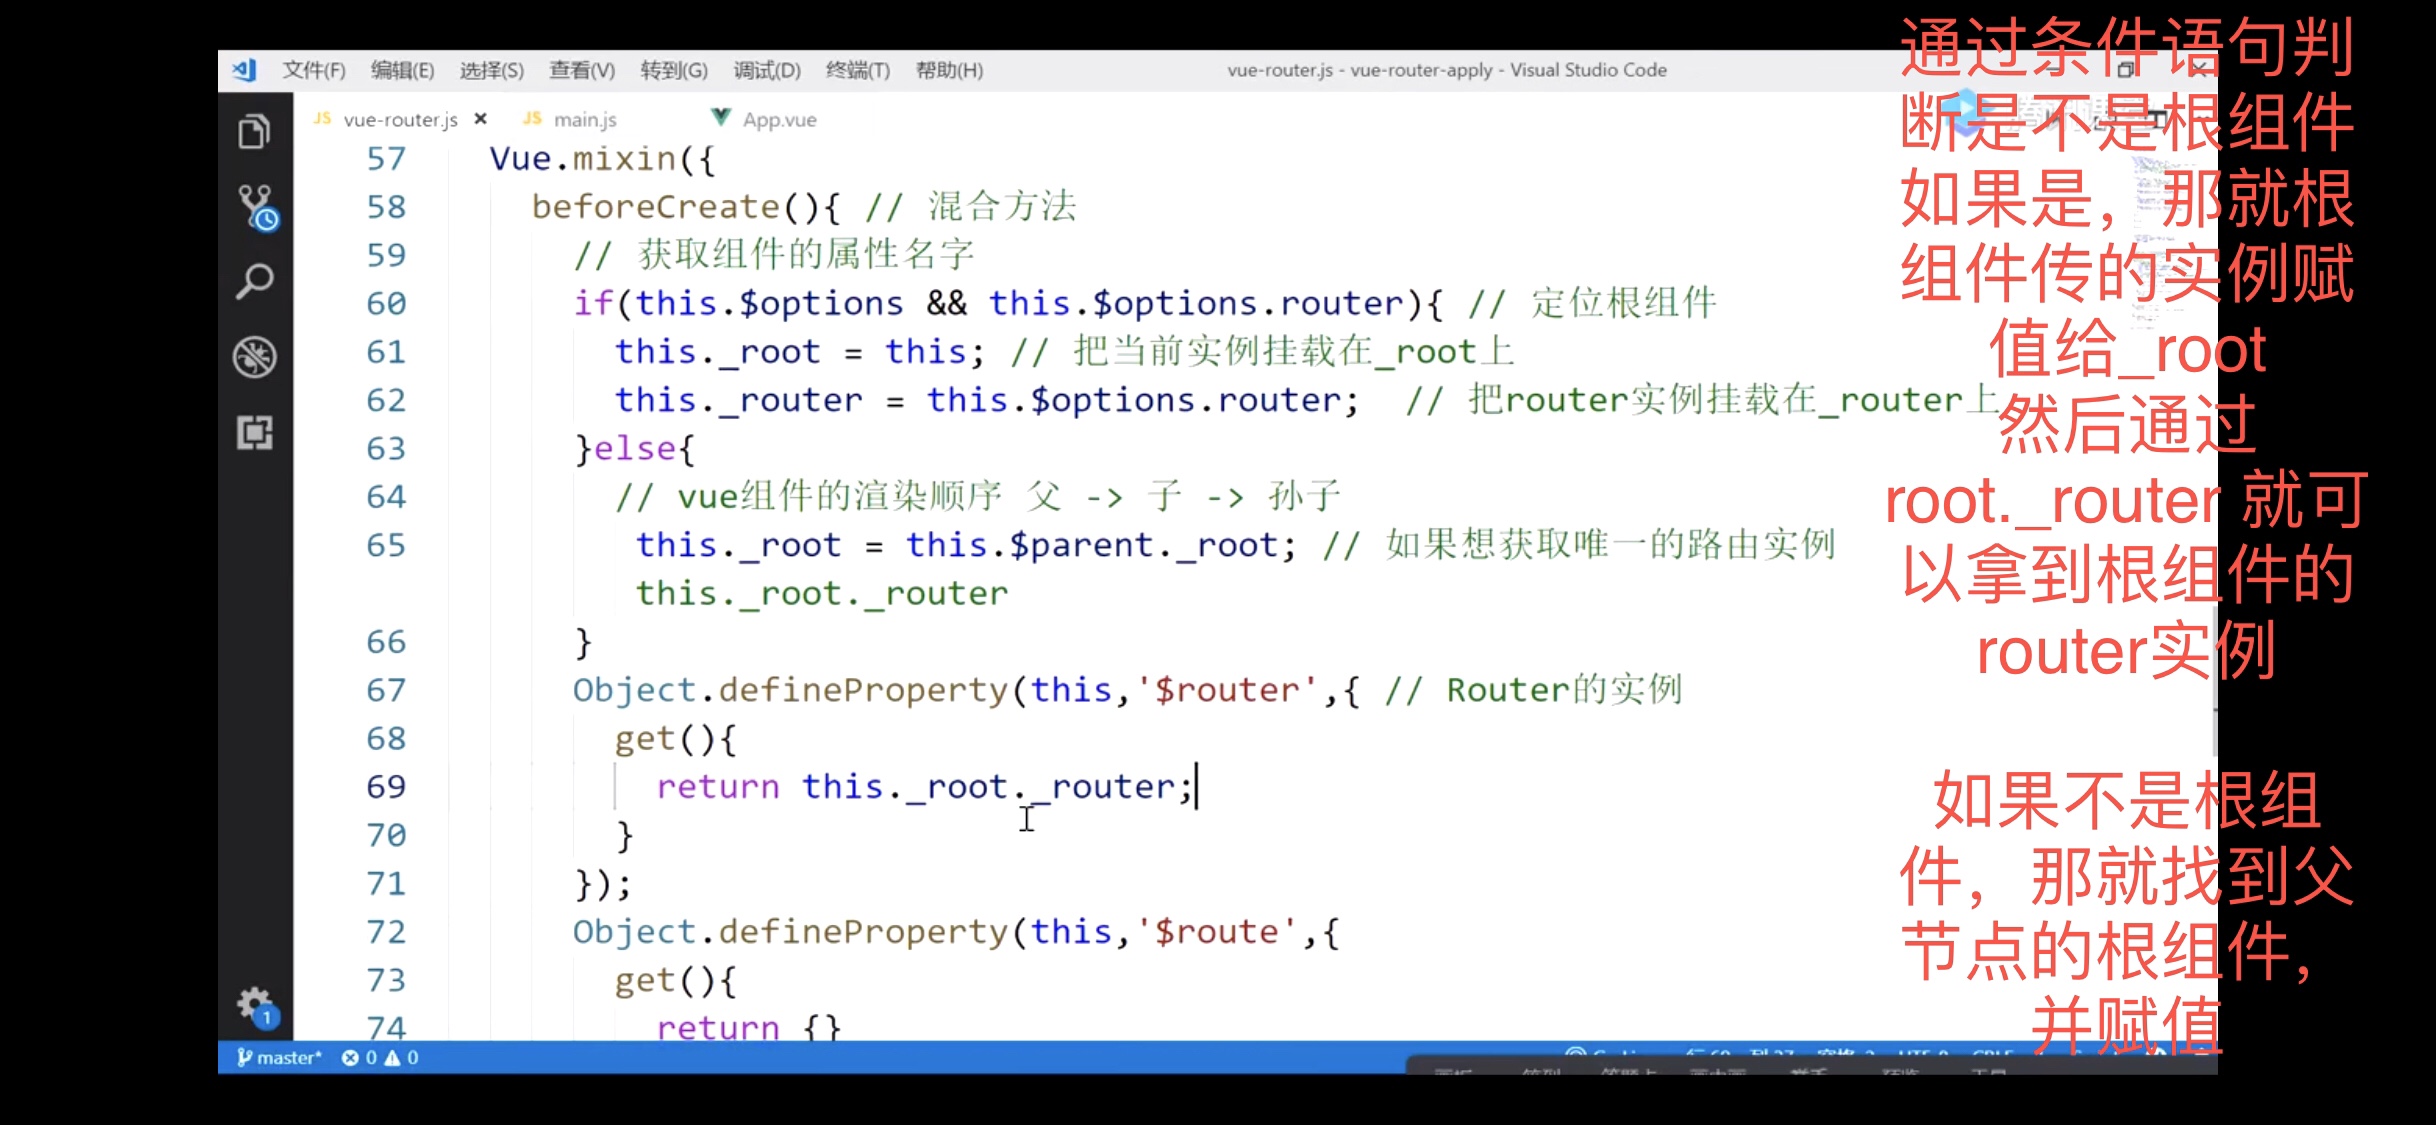 文件(F) 编辑(E) 选择(S) 查看(V) 转到(G) 调试(D) 终端(T) 帮助(H) vue-router.js - vue-router-apply - Visual Studio Code
JS vue-router.js × JS main.js App.vue
57 Vue.mixin({
58 beforeCreate(){ // 混合方法
59 // 获取组件的属性名字
60 if(this.$options && this.$options.router){ // 定位根组件
61 this._root = this; // 把当前实例挂载在_root上
62 this._router = this.$options.router; // 把router实例挂载在_router上
63 }else{
64 // vue组件的渲染顺序 父 -> 子 -> 孙子
65 this._root = this.$parent._root; // 如果想获取唯一的路由实例
this._root._router
66 }
67 Object.defineProperty(this,'$router',{ // Router的实例
68 get(){
69 return this._root._router;
70 }
71 });
72 Object.defineProperty(this,'$route',{
73 get(){
74 return {}
1
master* 0 0
通过条件语句判
断是不是根组件
如果是，那就根
组件传的实例赋
值给_root
然后通过
root._router 就可
以拿到根组件的
router实例
如果不是根组
件，那就找到父
节点的根组件，
并赋值